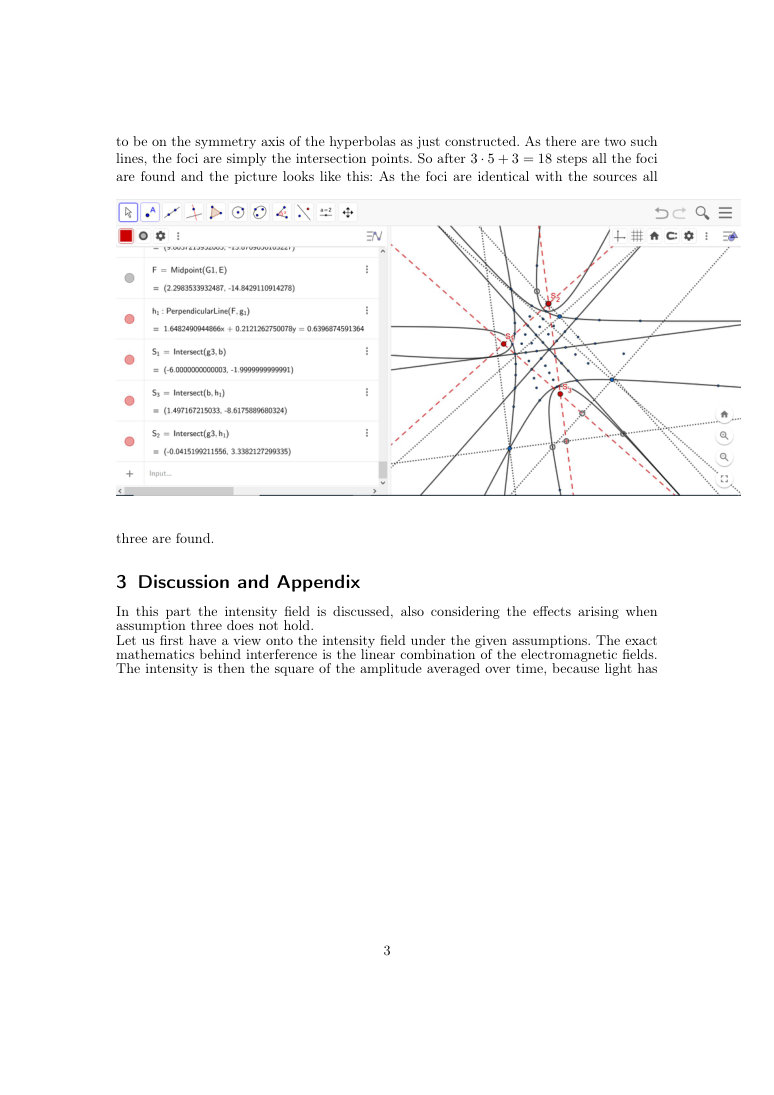 to be on the symmetry axis of the hyperbolas as just constructed. As there are two such
lines, the foci are simply the intersection points. So after 3 · 5 + 3 = 18 steps all the foci
are found and the picture looks like this: As the foci are identical with the sources all
F = Midpoint(G1, E)
= (2.2983533932487, -14.8429110914278)
h₁ : PerpendicularLine(F, g₁)
= 1.6482490944866x + 0.2121262750078y = 0.6396874591364
S₁ = Intersect(g3, b)
= (-6.0000000000003, -1.9999999999991)
S₃ = Intersect(b, h₁)
= (1.497167215033, -8.6175889680324)
S₂ = Intersect(g3, h₁)
= (-0.0415199211556, 3.3382127299335)
Input...
S₂
S₃
three are found.
3 Discussion and Appendix
In this part the intensity field is discussed, also considering the effects arising when
assumption three does not hold.
Let us first have a view onto the intensity field under the given assumptions. The exact
mathematics behind interference is the linear combination of the electromagnetic fields.
The intensity is then the square of the amplitude averaged over time, because light has
3